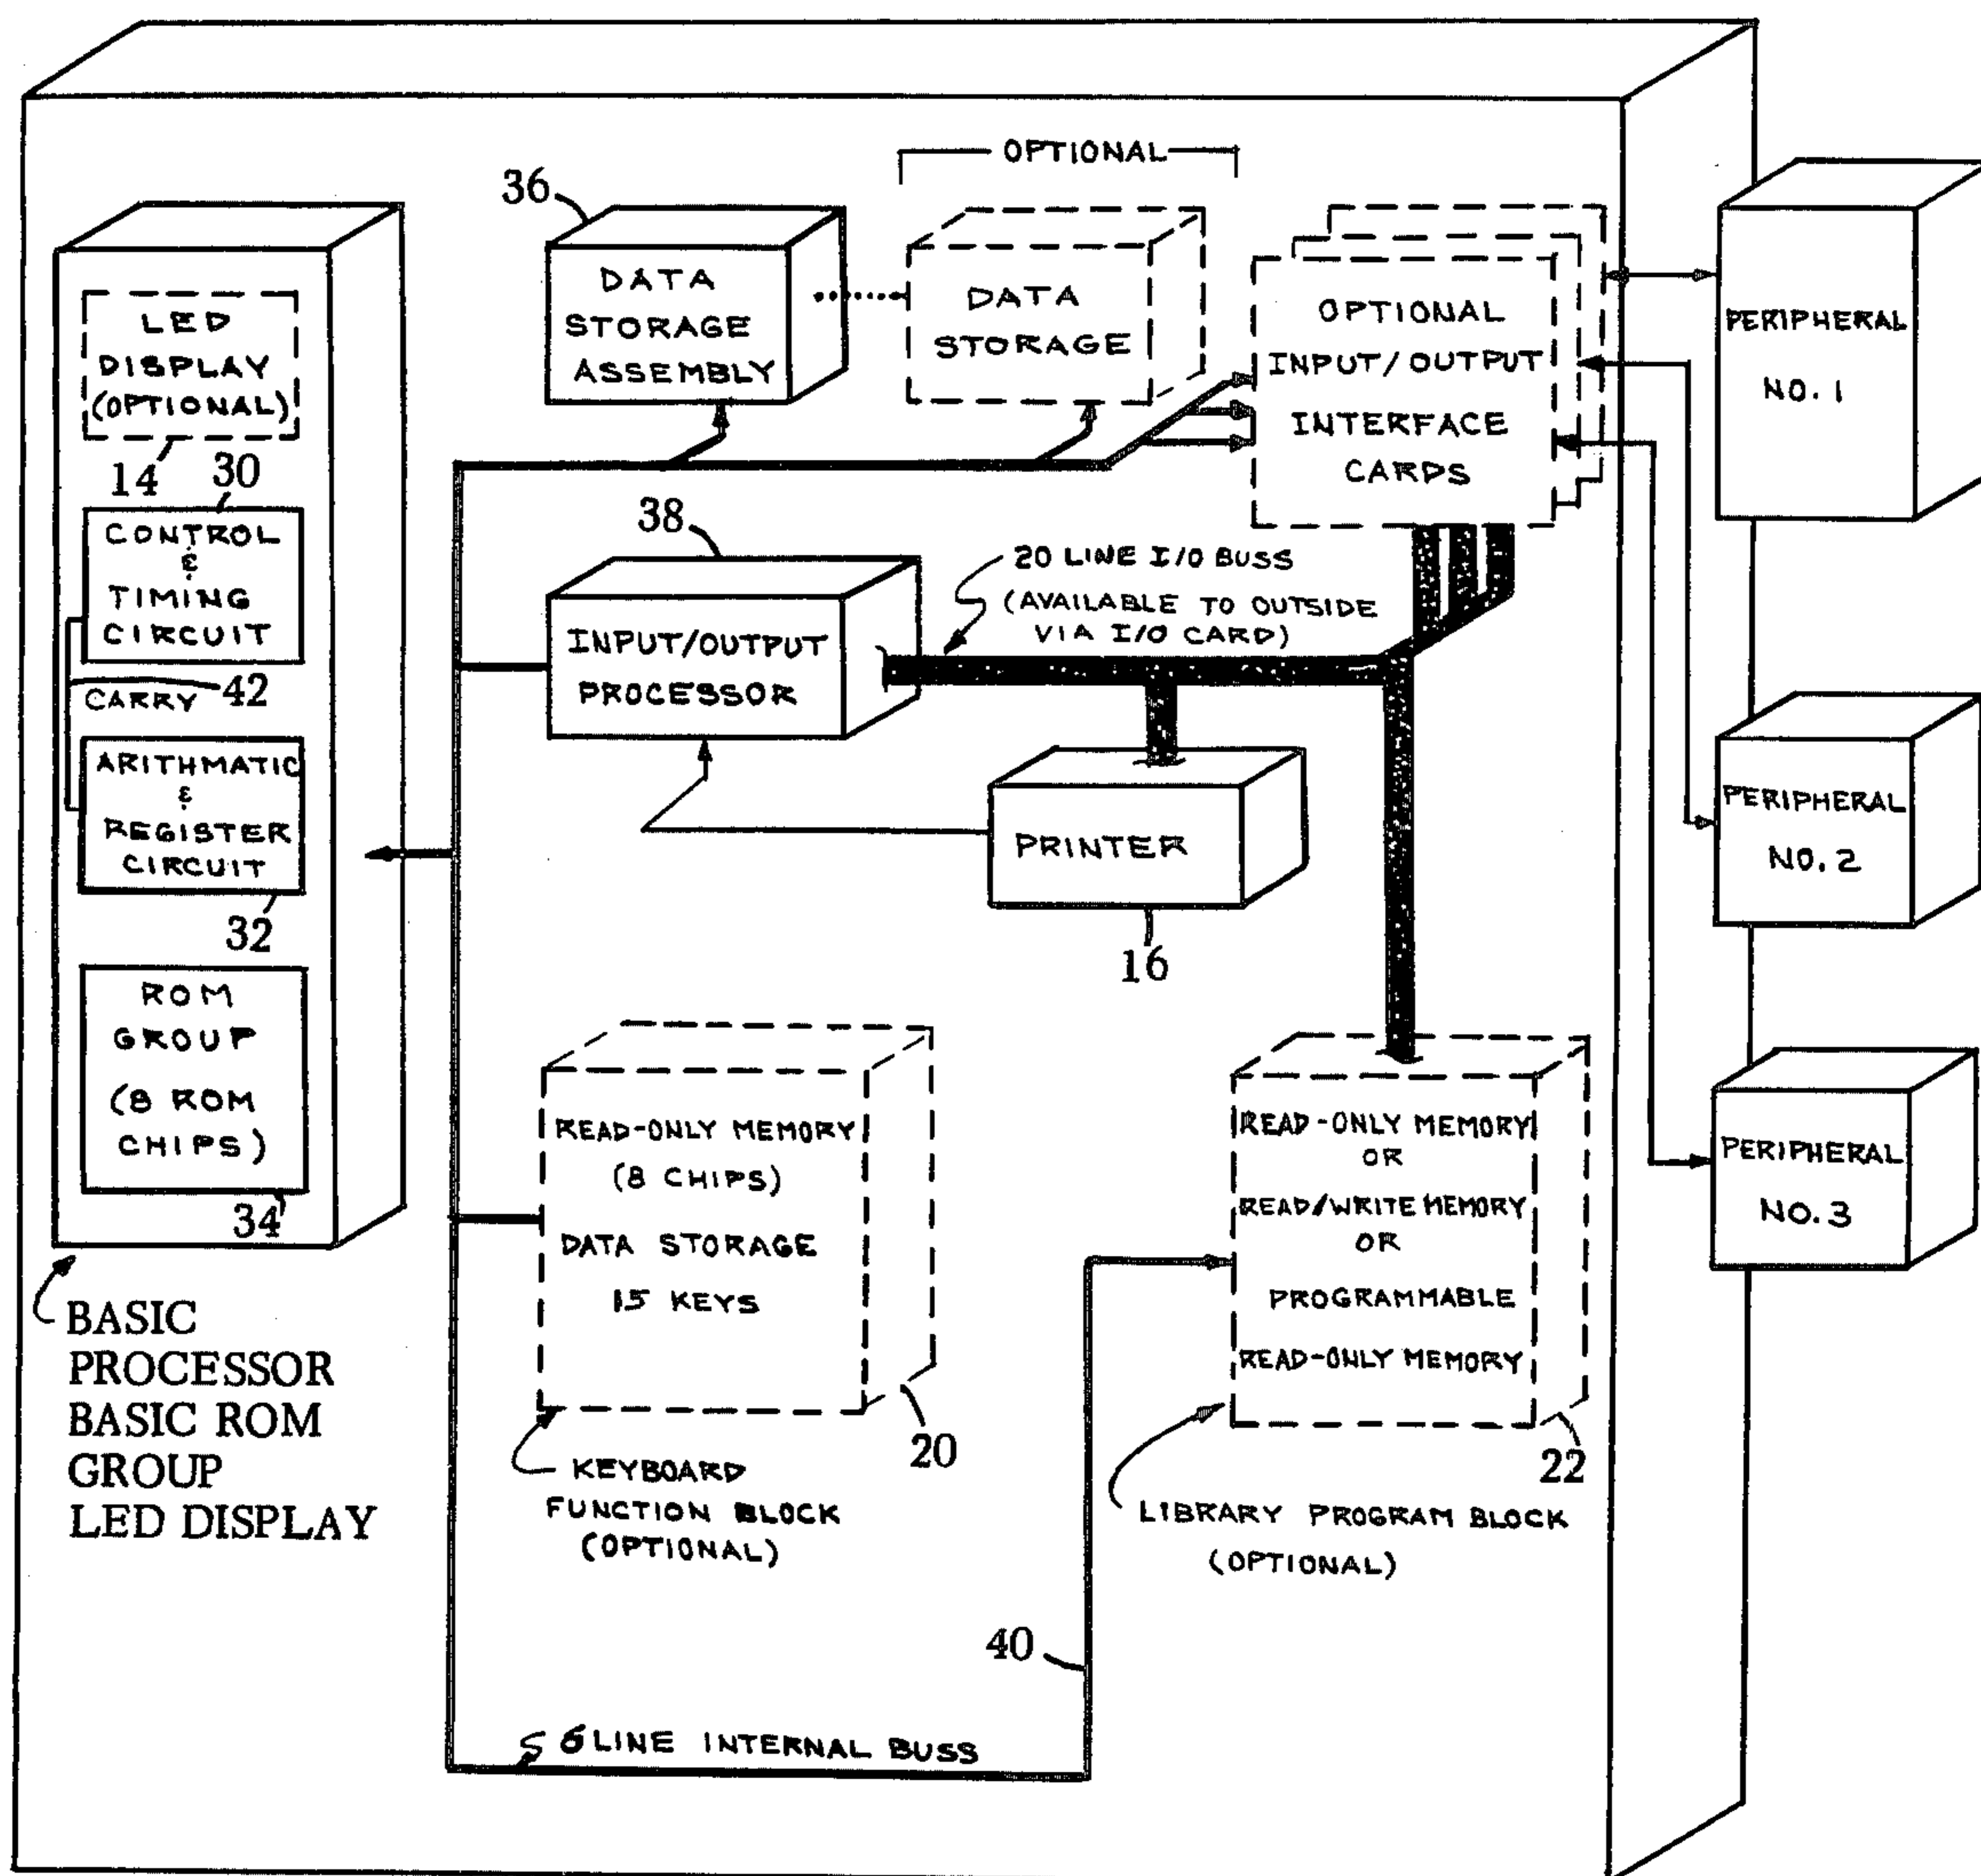 OPTIONAL
36
DATA
STORAGE
ASSEMBLY
DATA
STORAGE
OPTIONAL
INPUT/OUTPUT
INTERFACE
CARDS
PERIPHERAL
NO. 1
LED
DISPLAY
(OPTIONAL)
14
30
CONTROL
&
TIMING
CIRCUIT
CARRY
42
ARITHMATIC
&
REGISTER
CIRCUIT
32
ROM
GROUP
(8 ROM
CHIPS)
34
BASIC
PROCESSOR
BASIC ROM
GROUP
LED DISPLAY
38
INPUT/OUTPUT
PROCESSOR
20 LINE I/O BUSS
(AVAILABLE TO OUTSIDE
VIA I/O CARD)
PRINTER
16
PERIPHERAL
NO. 2
READ-ONLY MEMORY
(8 CHIPS)
DATA STORAGE
15 KEYS
20
KEYBOARD
FUNCTION BLOCK
(OPTIONAL)
READ-ONLY MEMORY
OR
READ/WRITE MEMORY
OR
PROGRAMMABLE
READ-ONLY MEMORY
22
LIBRARY PROGRAM BLOCK
(OPTIONAL)
PERIPHERAL
NO. 3
40
6 LINE INTERNAL BUSS